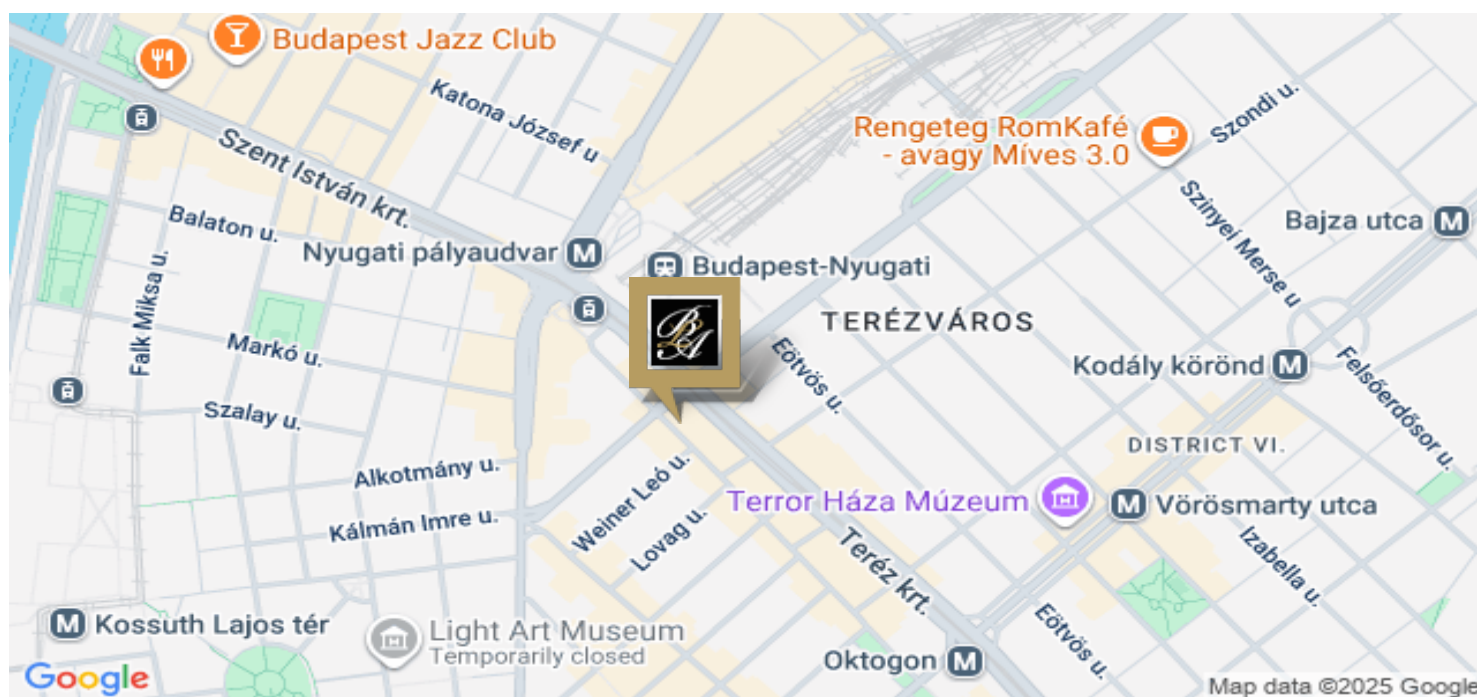 Budapest Jazz Club
Katona József u
Szondi u.
Rengeteg RomKafé
- avagy Míves 3.0
Szent István krt.
Szinyei Merse u
Balaton u.
Bajza utca M
Nyugati pályaudvar M
Budapest-Nyugati
Falk Miksa u.
TERÉZVÁROS
BLA
Markó u.
Eötvös u.
Kodály körönd M
Felsőerdősor u.
Szalay u.
DISTRICT VI.
Alkotmány u.
Weiner Leó u.
Terror Háza Múzeum
M Vörösmarty utca
Kálmán Imre u.
Lovag u.
Teréz krt.
Izabella u.
M Kossuth Lajos tér
Light Art Museum
Temporarily closed
Oktogon M
Eötvös u.
Google
Map data ©2025 Google